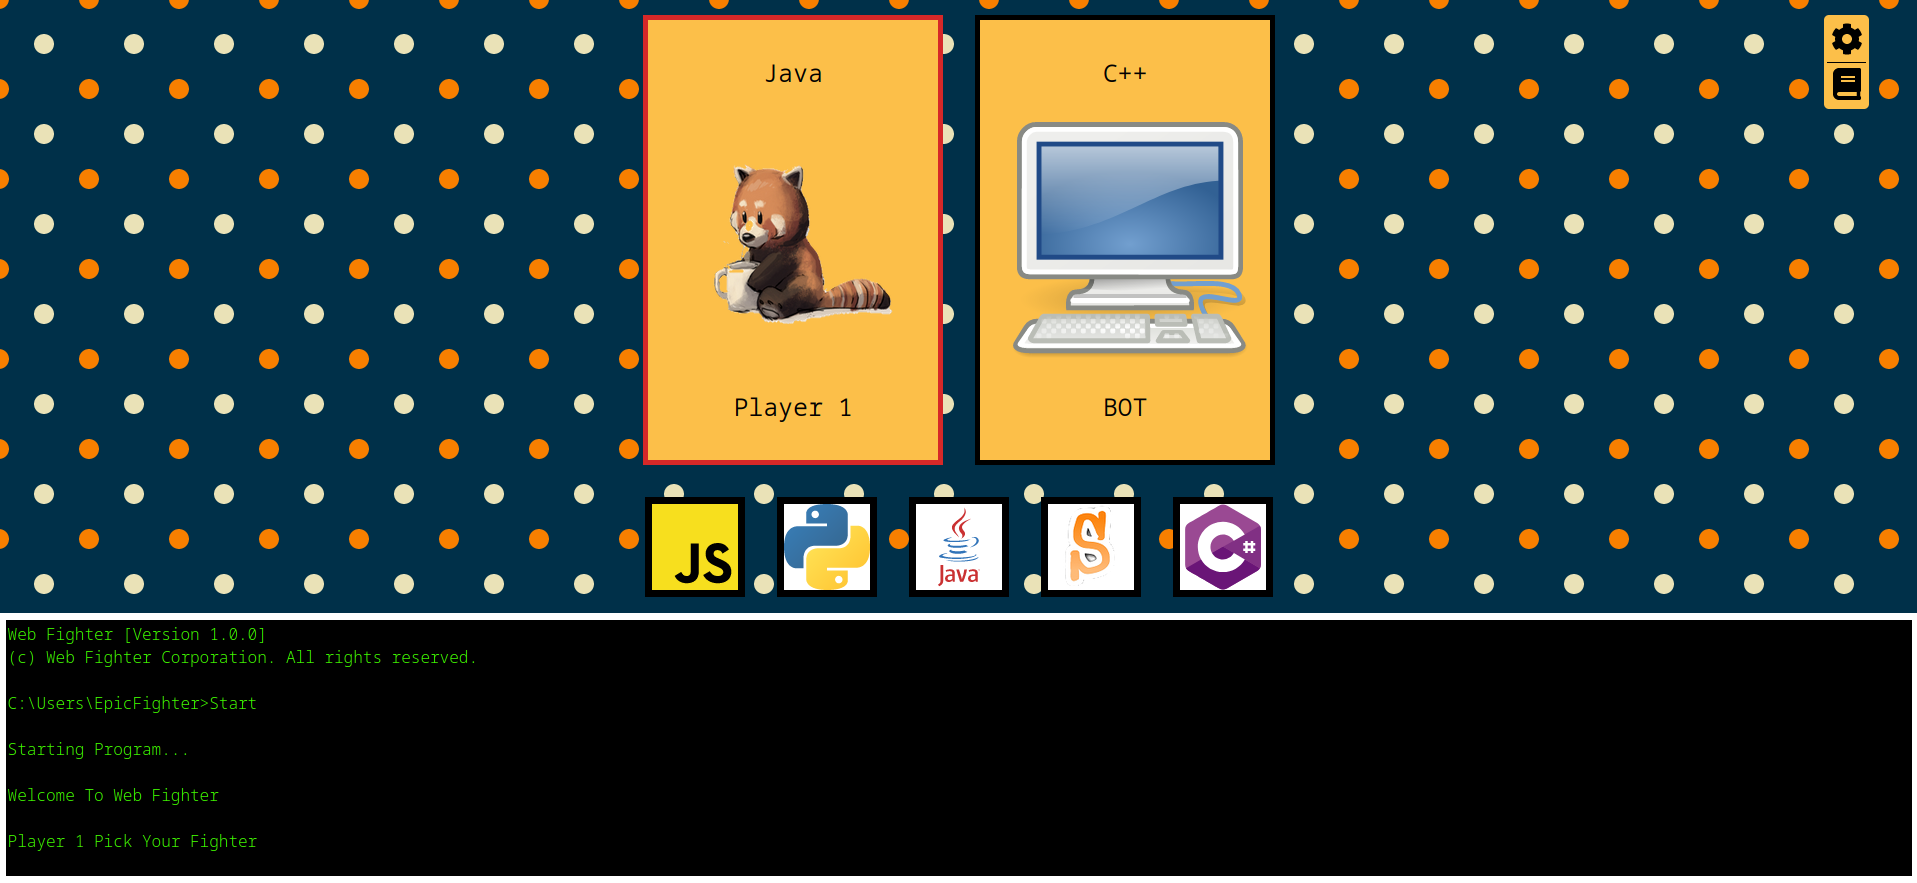 Java
C++
Player 1
BOT
JS
Java
S
C#
Web Fighter [Version 1.0.0]
(c) Web Fighter Corporation. All rights reserved.
C:\Users\EpicFighter>Start
Starting Program...
Welcome To Web Fighter
Player 1 Pick Your Fighter